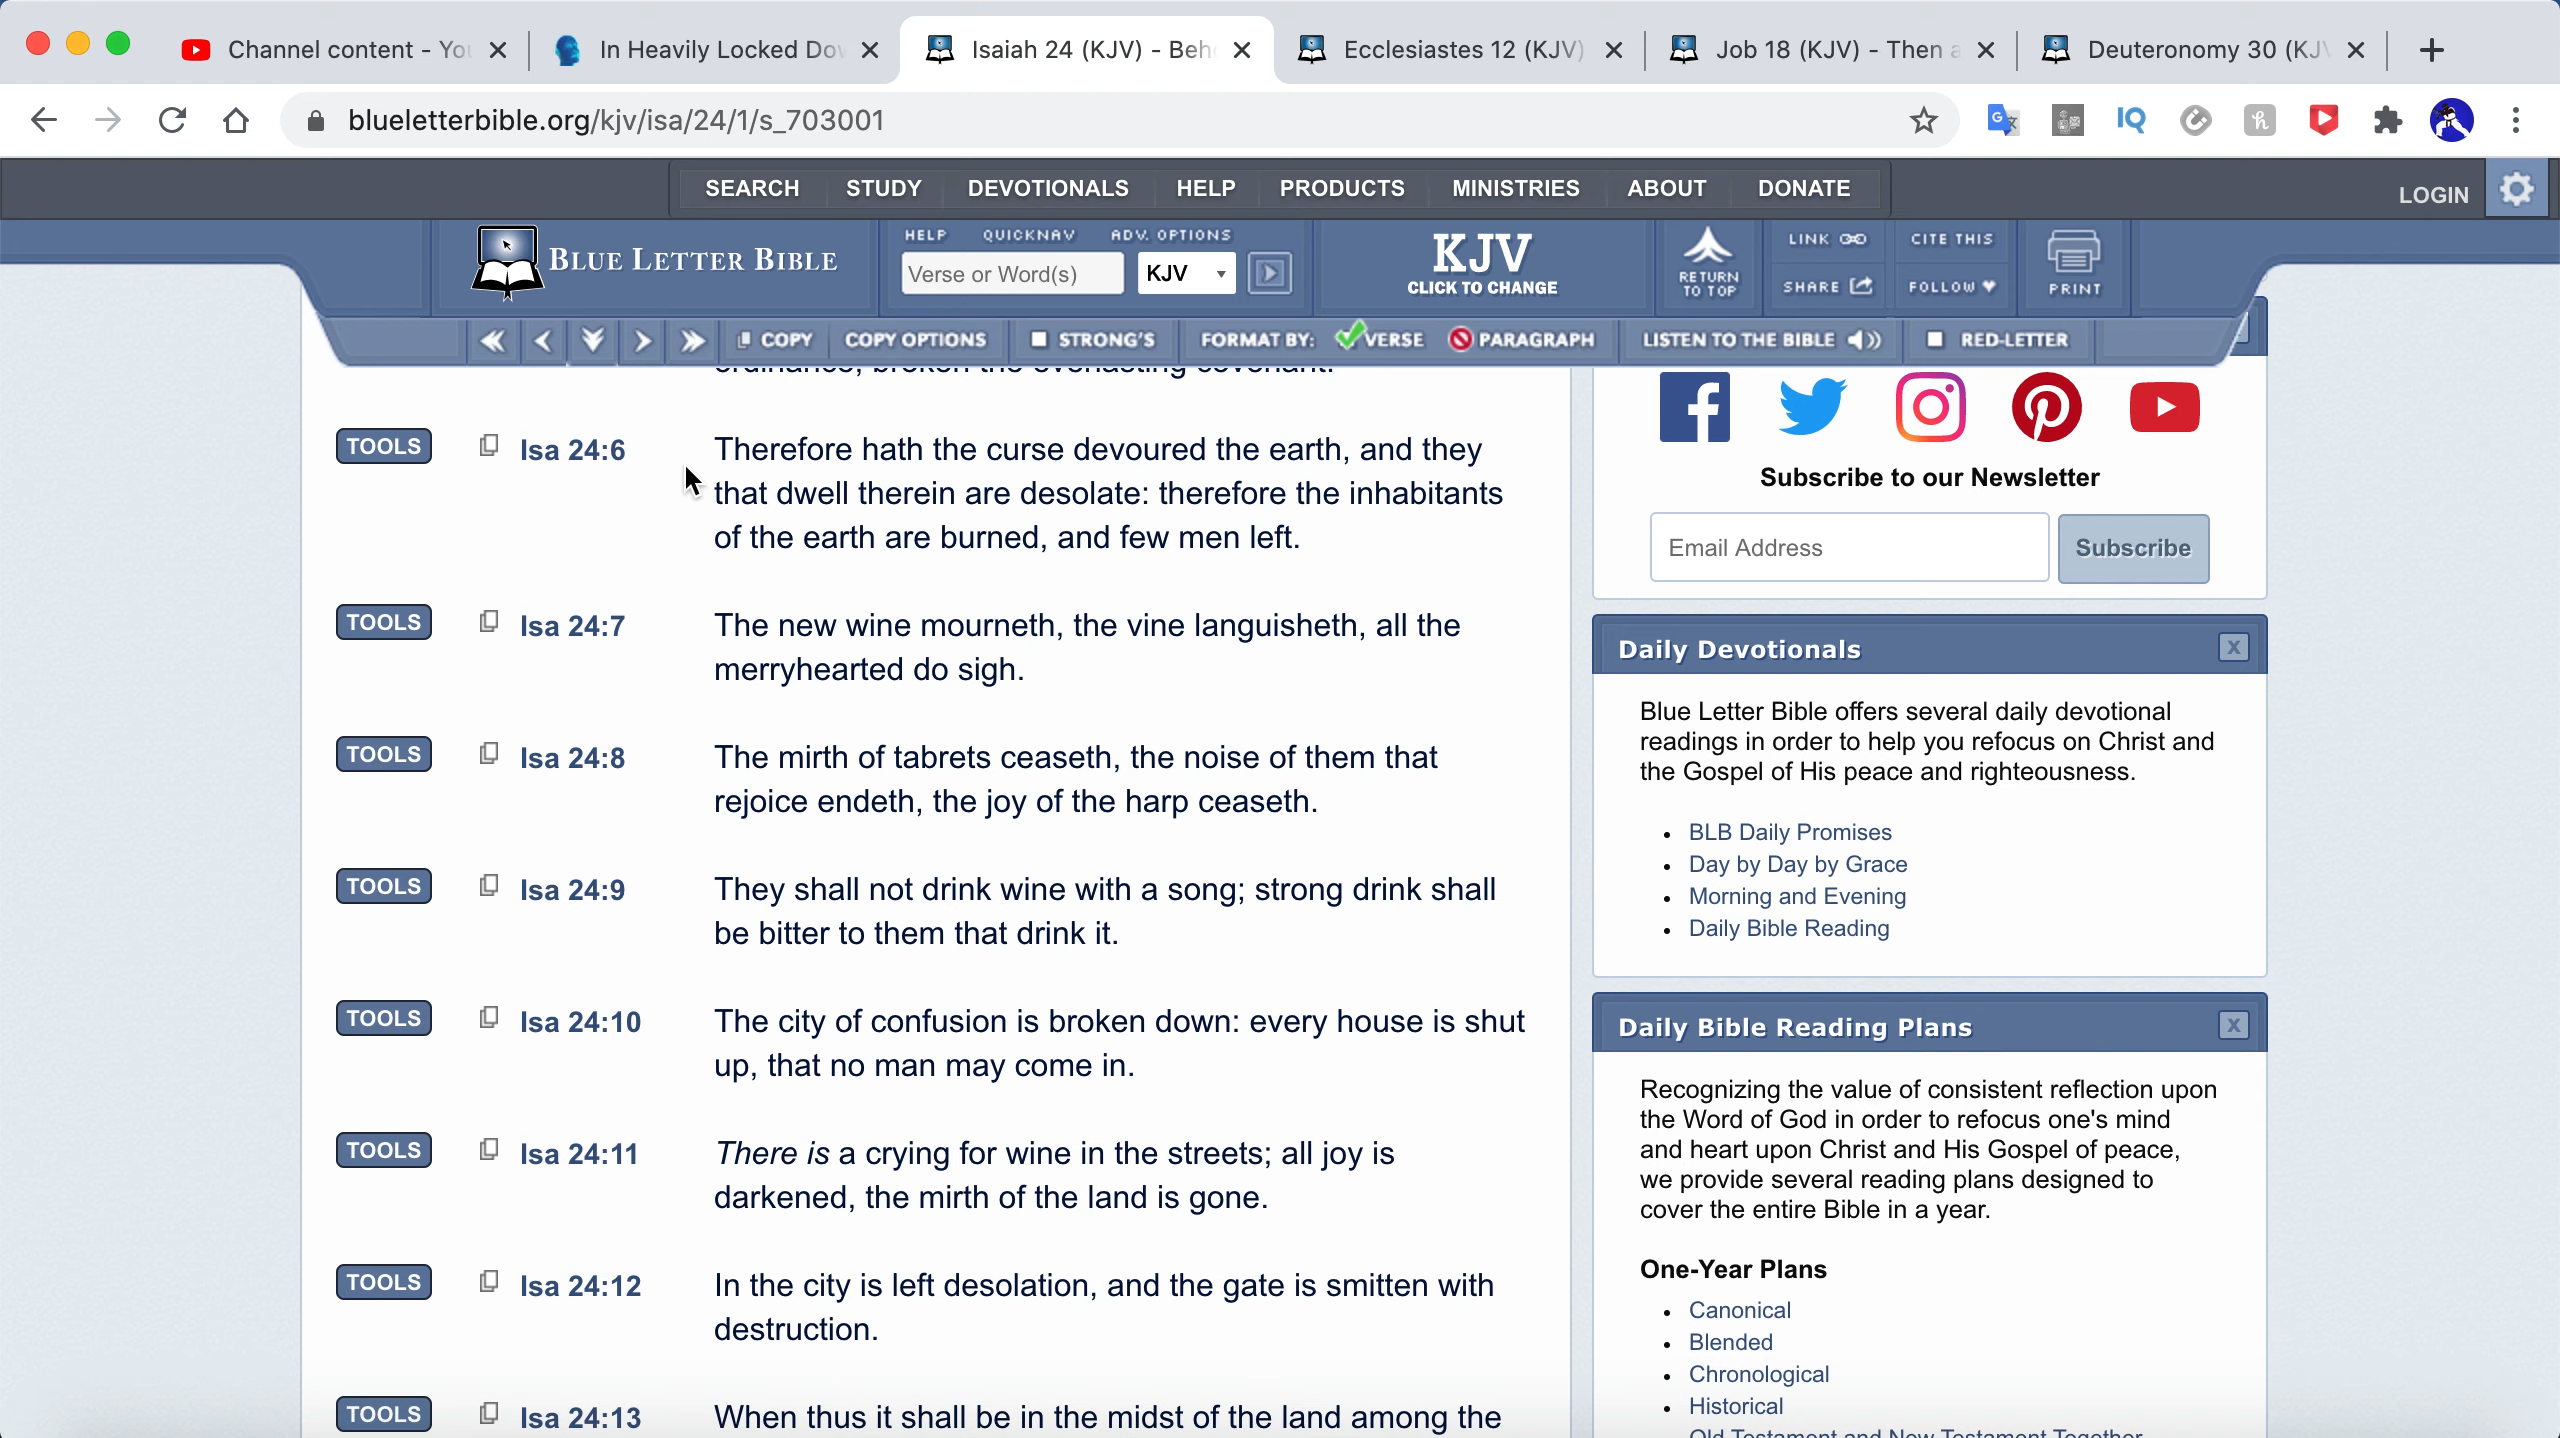 Channel content - You
In Heavily Locked Dow
Isaiah 24 (KJV) - Beh
Ecclesiastes 12 (KJV)
Job 18 (KJV) - Then a
Deuteronomy 30 (KJV
blueletterbible.org/kjv/isa/24/1/s_703001
IQ
SEARCH STUDY DEVOTIONALS HELP PRODUCTS MINISTRIES ABOUT DONATE
LOGIN
BLUE LETTER BIBLE
HELP QUICKNAV ADV. OPTIONS
Verse or Word(s) KJV
KJV
CLICK TO CHANGE
RETURN
TO TOP
LINK
CITE THIS
SHARE
FOLLOW
PRINT
COPY COPY OPTIONS STRONG'S FORMAT BY: VERSE PARAGRAPH LISTEN TO THE BIBLE RED-LETTER
ordinance, broken the everlasting covenant.
TOOLS Isa 24:6 Therefore hath the curse devoured the earth, and they
that dwell therein are desolate: therefore the inhabitants
of the earth are burned, and few men left.
TOOLS Isa 24:7 The new wine mourneth, the vine languisheth, all the
merryhearted do sigh.
TOOLS Isa 24:8 The mirth of tabrets ceaseth, the noise of them that
rejoice endeth, the joy of the harp ceaseth.
TOOLS Isa 24:9 They shall not drink wine with a song; strong drink shall
be bitter to them that drink it.
TOOLS Isa 24:10 The city of confusion is broken down: every house is shut
up, that no man may come in.
TOOLS Isa 24:11 There is a crying for wine in the streets; all joy is
darkened, the mirth of the land is gone.
TOOLS Isa 24:12 In the city is left desolation, and the gate is smitten with
destruction.
TOOLS Isa 24:13 When thus it shall be in the midst of the land among the
Subscribe to our Newsletter
Email Address Subscribe
Daily Devotionals
Blue Letter Bible offers several daily devotional
readings in order to help you refocus on Christ and
the Gospel of His peace and righteousness.
BLB Daily Promises
Day by Day by Grace
Morning and Evening
Daily Bible Reading
Daily Bible Reading Plans
Recognizing the value of consistent reflection upon
the Word of God in order to refocus one's mind
and heart upon Christ and His Gospel of peace,
we provide several reading plans designed to
cover the entire Bible in a year.
One-Year Plans
Canonical
Blended
Chronological
Historical
Old Testament and New Testament Together